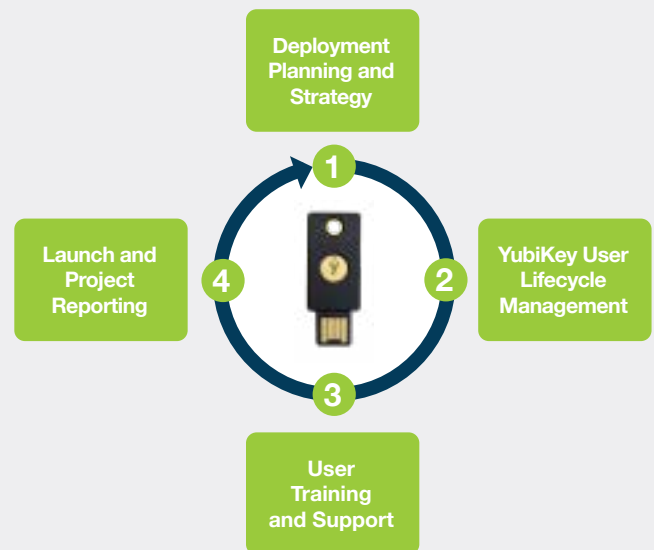 Deployment
Planning and
Strategy
1
YubiKey User
Lifecycle
Management
2
User
Training
and Support
3
Launch and
Project
Reporting
4
y